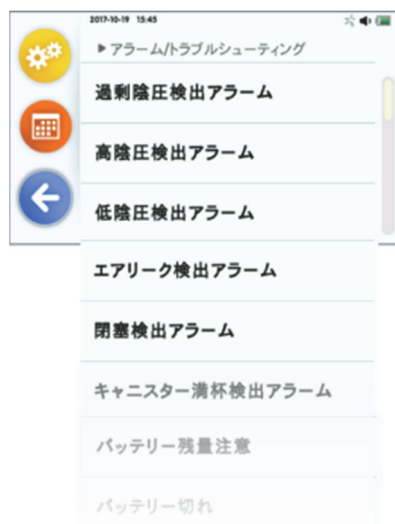 2017-10-19 15:45
▶ アラーム/トラブルシューティング
過剰陰圧検出アラーム
高陰圧検出アラーム
低陰圧検出アラーム
エアリーク検出アラーム
閉塞検出アラーム
キャニスター満杯検出アラーム
バッテリー残量注意
バッテリー切れ